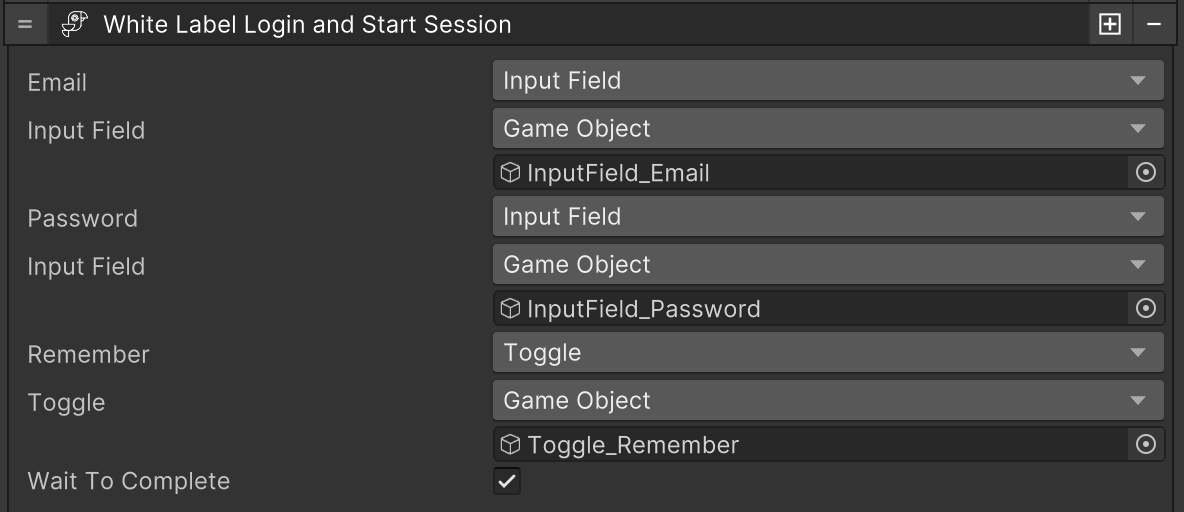 White Label Login and Start Session
Email Input Field
Input Field Game Object
InputField_Email
Password Input Field
Input Field Game Object
InputField_Password
Remember Toggle
Toggle Game Object
Toggle_Remember
Wait To Complete